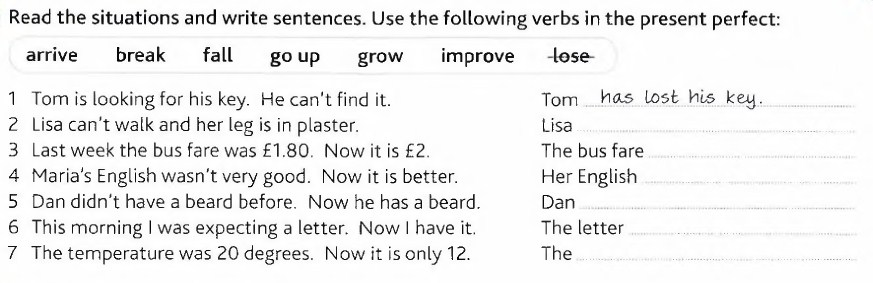 Read the situations and write sentences. Use the following verbs in the present perfect:
arrive break fall go up grow improve lose
1 Tom is looking for his key. He can't find it. Tom has lost his key.
2 Lisa can't walk and her leg is in plaster. Lisa
3 Last week the bus fare was £1.80. Now it is £2. The bus fare
4 Maria's English wasn't very good. Now it is better. Her English
5 Dan didn't have a beard before. Now he has a beard. Dan
6 This morning I was expecting a letter. Now I have it. The letter
7 The temperature was 20 degrees. Now it is only 12. The